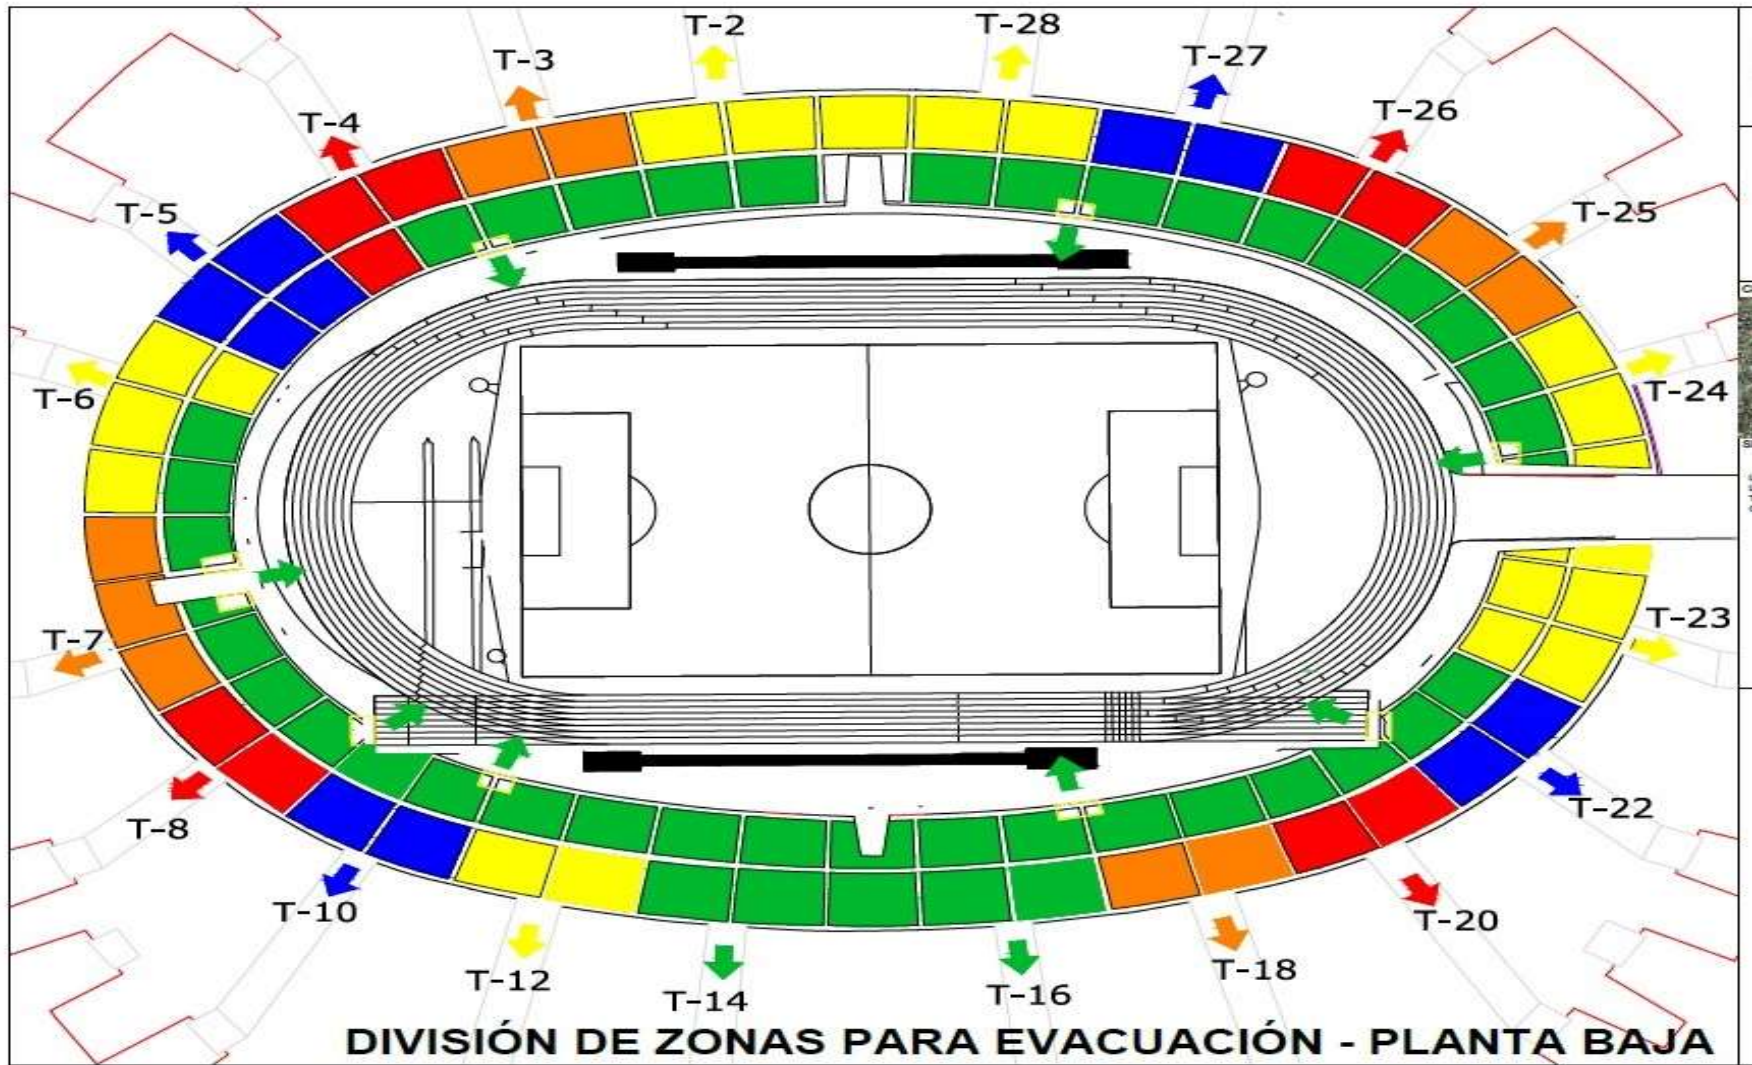 T-2
T-28
T-3
T-27
T-4
T-26
T-5
T-25
T-6
T-24
T-7
T-23
T-8
T-22
T-10
T-20
T-12
T-18
T-14
T-16
DIVISIÓN DE ZONAS PARA EVACUACIÓN - PLANTA BAJA